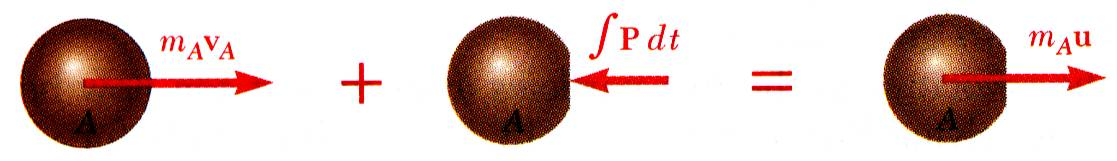 m_A v_A + ∫ P dt = m_A u
A A A